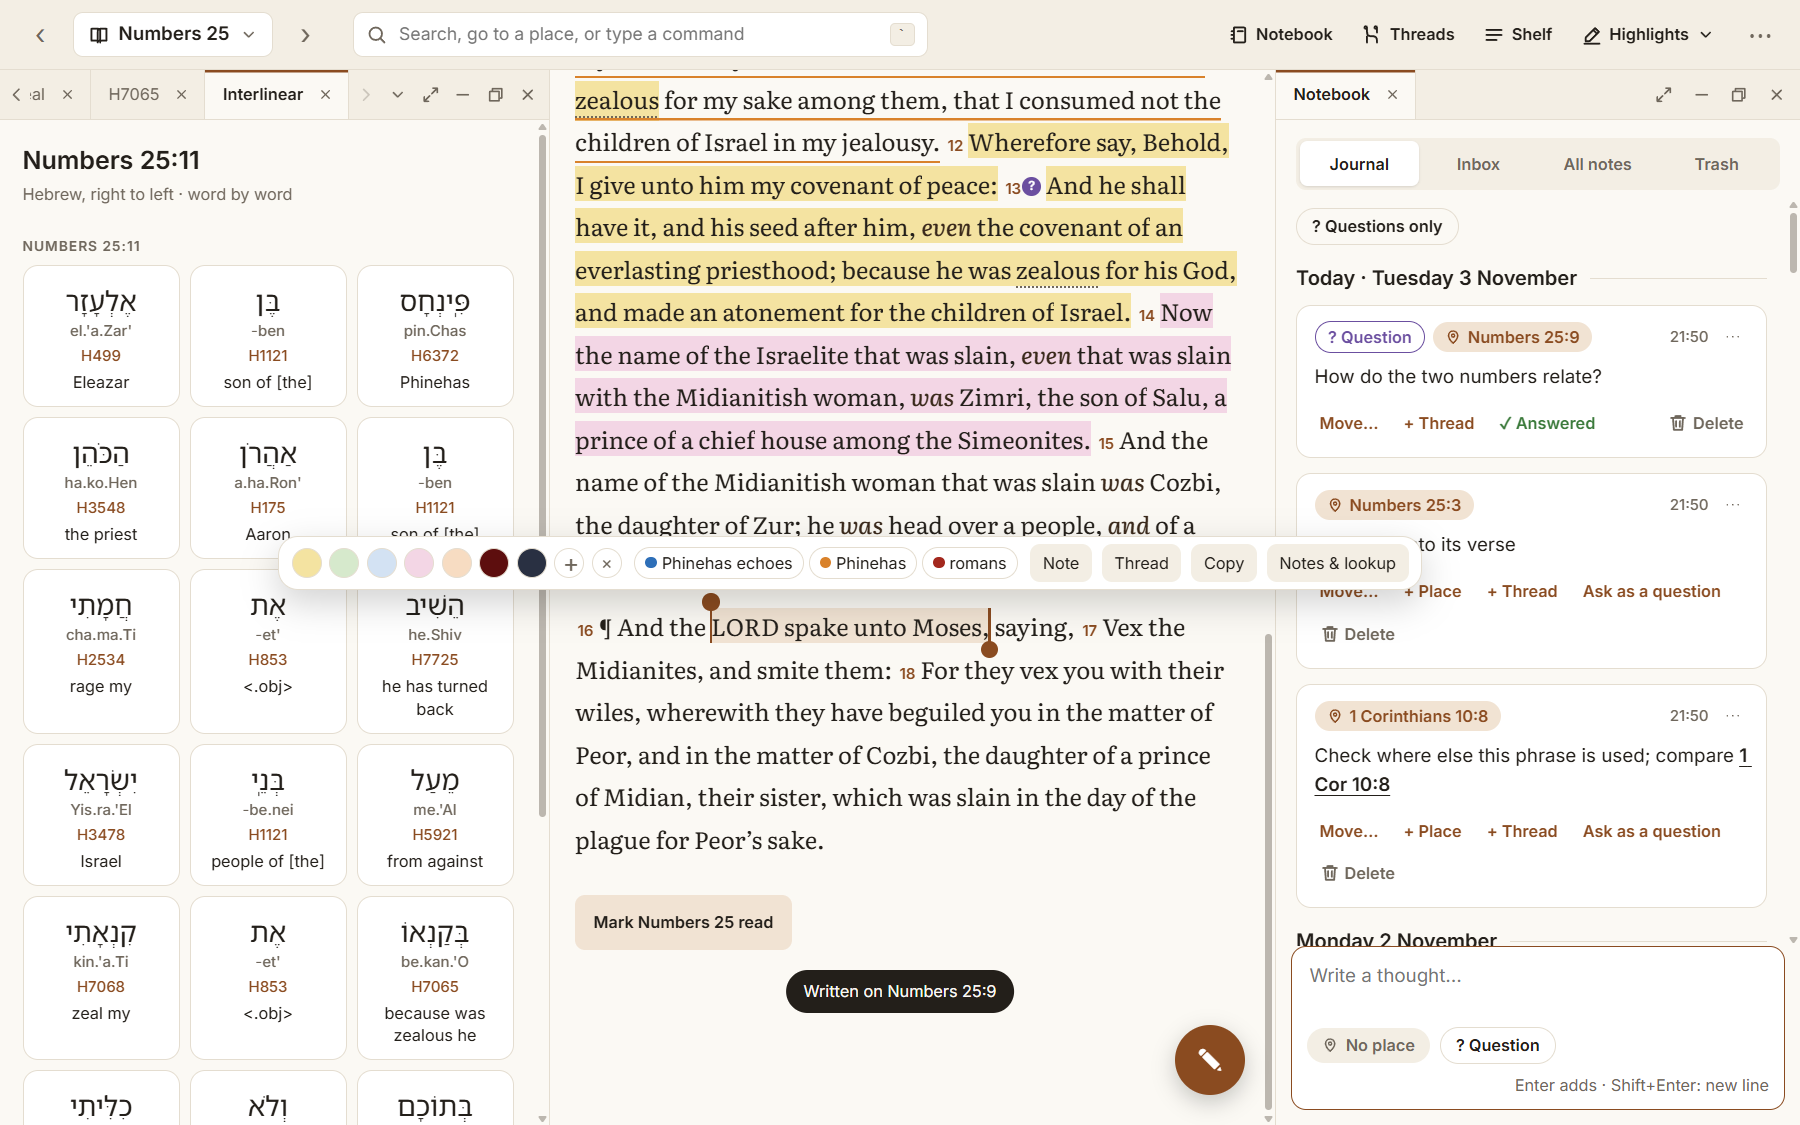 Numbers 25
Search, go to a place, or type a command
`
Notebook
Threads
Shelf
Highlights
eal
H7065
Interlinear
Numbers 25:11
Hebrew, right to left · word by word
NUMBERS 25:11
אֶלְעָזָר
el.'a.Zar'
H499
Eleazar
בֶּן
-ben
H1121
son of [the]
פִּינְחָס
pin.Chas
H6372
Phinehas
הַכֹּהֵן
ha.ko.Hen
H3548
the priest
אַהֲרֹן
a.ha.Ron'
H175
Aaron
בֶּן
-ben
H1121
son of [the]
חֲמָתִי
cha.ma.Ti
H2534
rage my
אֶת
-et'
H853
<.obj>
הֵשִׁיב
he.Shiv
H7725
he has turned
back
יִשְׂרָאֵל
Yis.ra.'El
H3478
Israel
בְּנֵי
-be.nei
H1121
people of [the]
מֵעַל
me.'Al
H5921
from against
קִנְאָתִי
kin.'a.Ti
H7068
zeal my
אֶת
-et'
H853
<.obj>
בְּקַנְאוֹ
be.kan.'O
H7065
because was
zealous he
כִלִּיתִי
וְלֹא
בְּתוֹכָם
zealous for my sake among them, that I consumed not the
children of Israel in my jealousy. 12 Wherefore say, Behold,
I give unto him my covenant of peace: 13 ? And he shall
have it, and his seed after him, even the covenant of an
everlasting priesthood; because he was zealous for his God,
and made an atonement for the children of Israel. 14 Now
the name of the Israelite that was slain, even that was slain
with the Midianitish woman, was Zimri, the son of Salu, a
prince of a chief house among the Simeonites. 15 And the
name of the Midianitish woman that was slain was Cozbi,
the daughter of Zur; he was head over a people, and of a
Phinehas echoes
Phinehas
romans
Note
Thread
Copy
Notes & lookup
16 ¶ And the LORD spake unto Moses, saying, 17 Vex the
Midianites, and smite them: 18 For they vex you with their
wiles, wherewith they have beguiled you in the matter of
Peor, and in the matter of Cozbi, the daughter of a prince
of Midian, their sister, which was slain in the day of the
plague for Peor’s sake.
Mark Numbers 25 read
Written on Numbers 25:9
Notebook
Journal
Inbox
All notes
Trash
? Questions only
Today · Tuesday 3 November
? Question
Numbers 25:9
21:50
How do the two numbers relate?
Move...
+ Thread
✓ Answered
Delete
Numbers 25:3
21:50
to its verse
Move...
+ Place
+ Thread
Ask as a question
Delete
1 Corinthians 10:8
21:50
Check where else this phrase is used; compare 1
Cor 10:8
Move...
+ Place
+ Thread
Ask as a question
Delete
Monday 2 November
Write a thought...
No place
? Question
Enter adds · Shift+Enter: new line